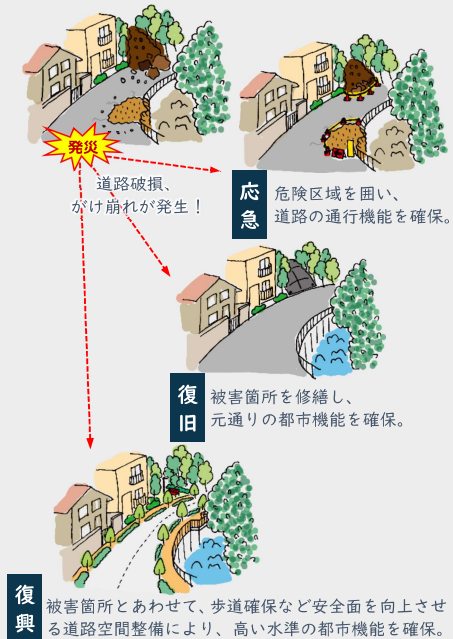 発災
道路破損、
がけ崩れが発生！
応急
危険区域を囲い、
道路の通行機能を確保。
復旧
被害箇所を修繕し、
元通りの都市機能を確保。
復興
被害箇所とあわせて、歩道確保など安全面を向上させ
る道路空間整備により、高い水準の都市機能を確保。